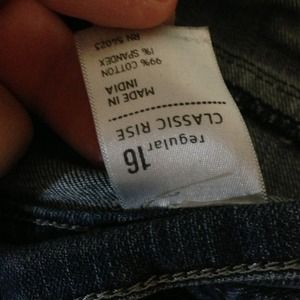 16
regular
CLASSIC RISE
MADE IN
INDIA
99% COTTON
1% SPANDEX
RN 54023